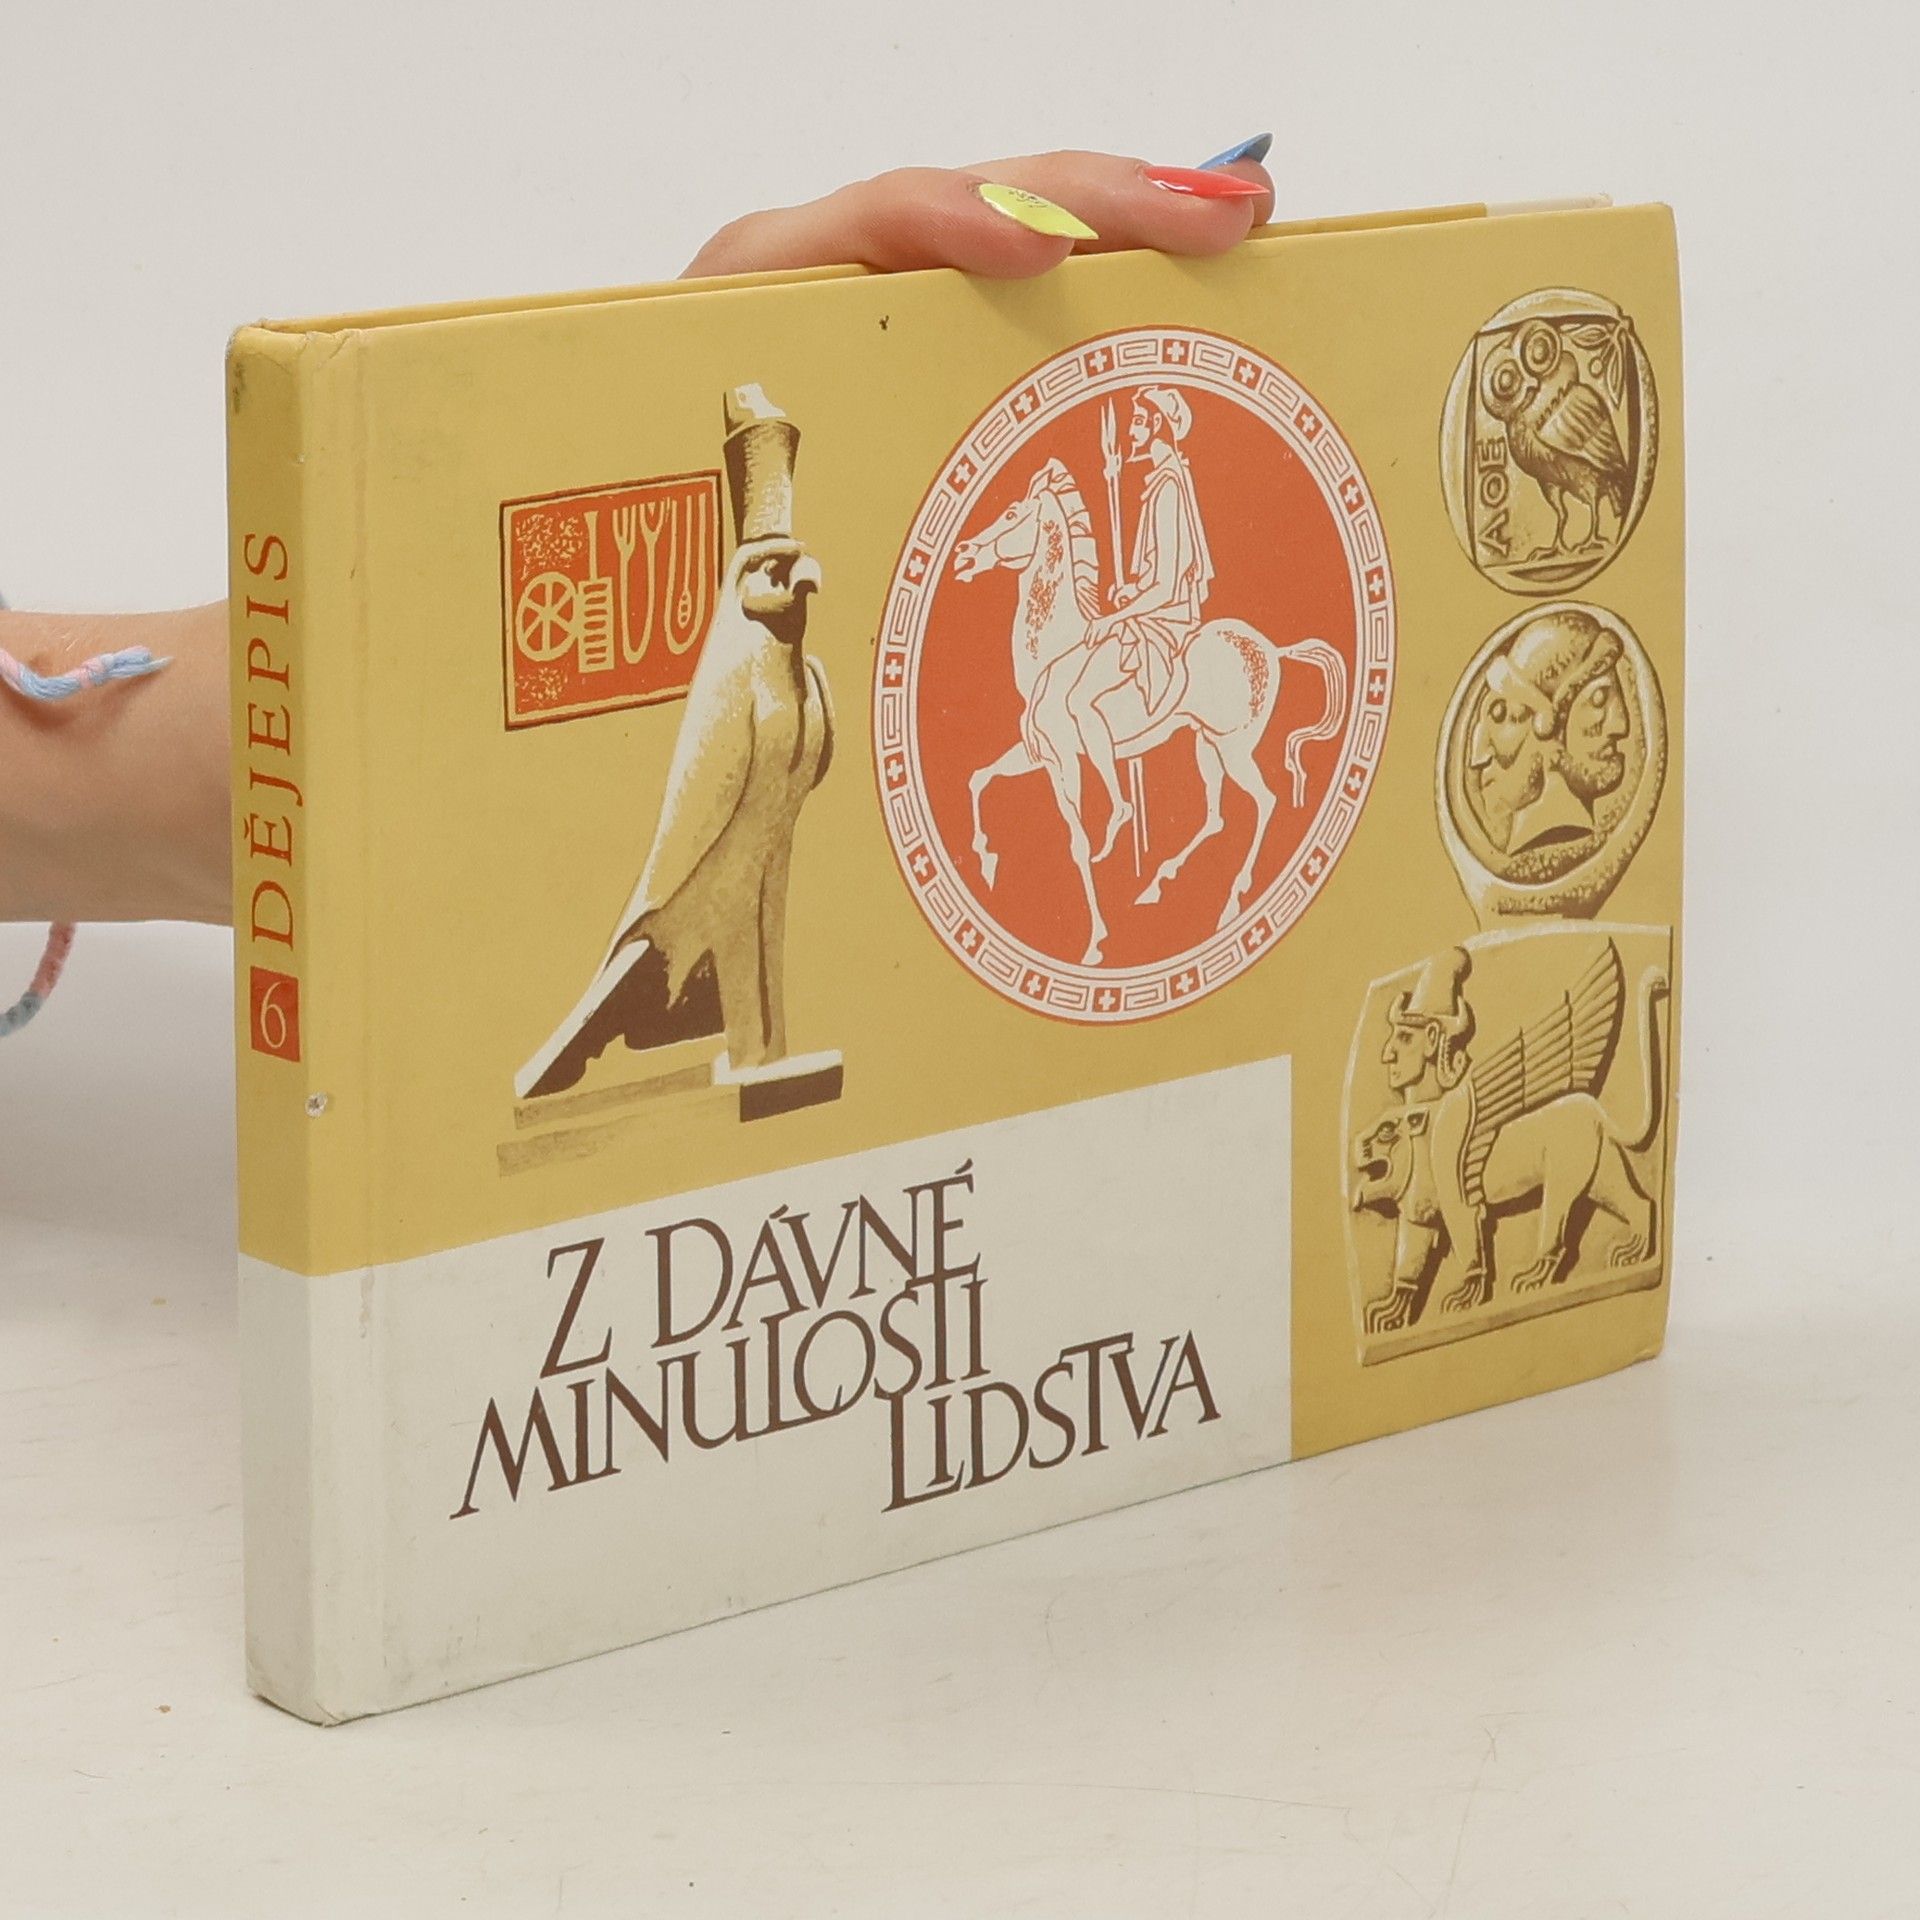 DĚJEPIS
6
ΑΘΕ
Z DÁVNÉ
MINULOSTI
LIDSTVA